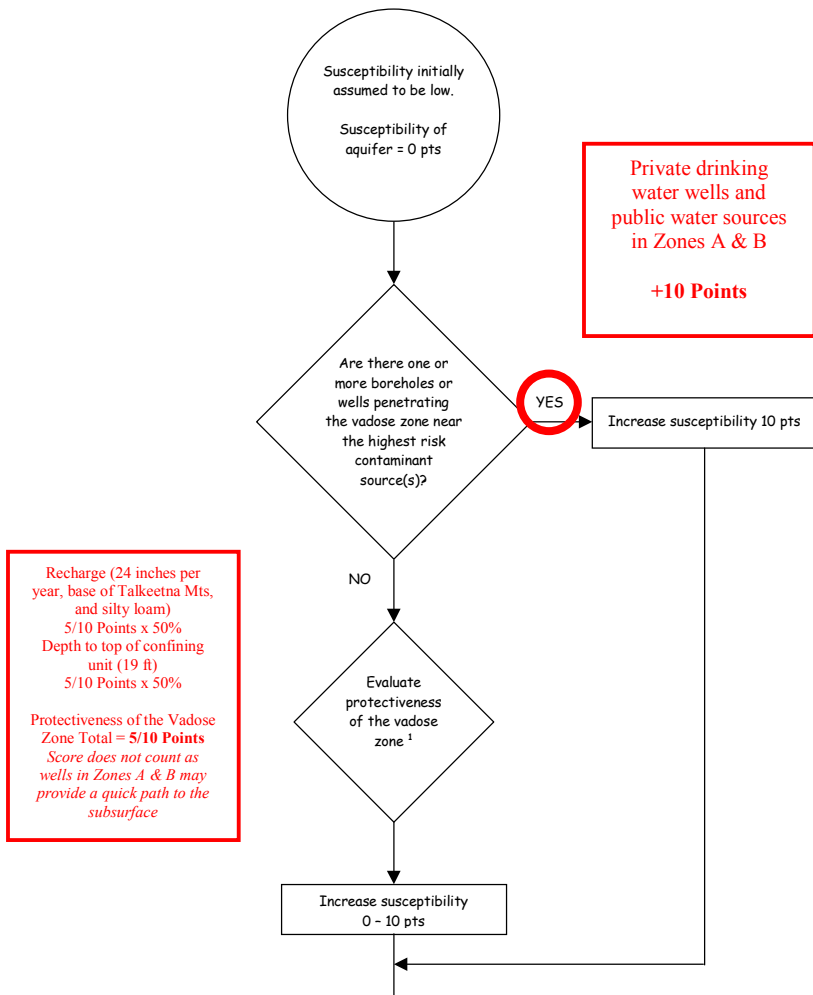 Susceptibility initially
assumed to be low.
Susceptibility of
aquifer = 0 pts
Private drinking
water wells and
public water sources
in Zones A & B
+10 Points
Are there one or
more boreholes or
wells penetrating
the vadose zone near
the highest risk
contaminant
source(s)?
YES
Increase susceptibility 10 pts
NO
Recharge (24 inches per
year, base of Talkeetna Mts,
and silty loam)
5/10 Points x 50%
Depth to top of confining
unit (19 ft)
5/10 Points x 50%
Protectiveness of the Vadose
Zone Total = 5/10 Points
Score does not count as
wells in Zones A & B may
provide a quick path to the
subsurface
Evaluate
protectiveness
of the vadose
zone ¹
Increase susceptibility
0 – 10 pts